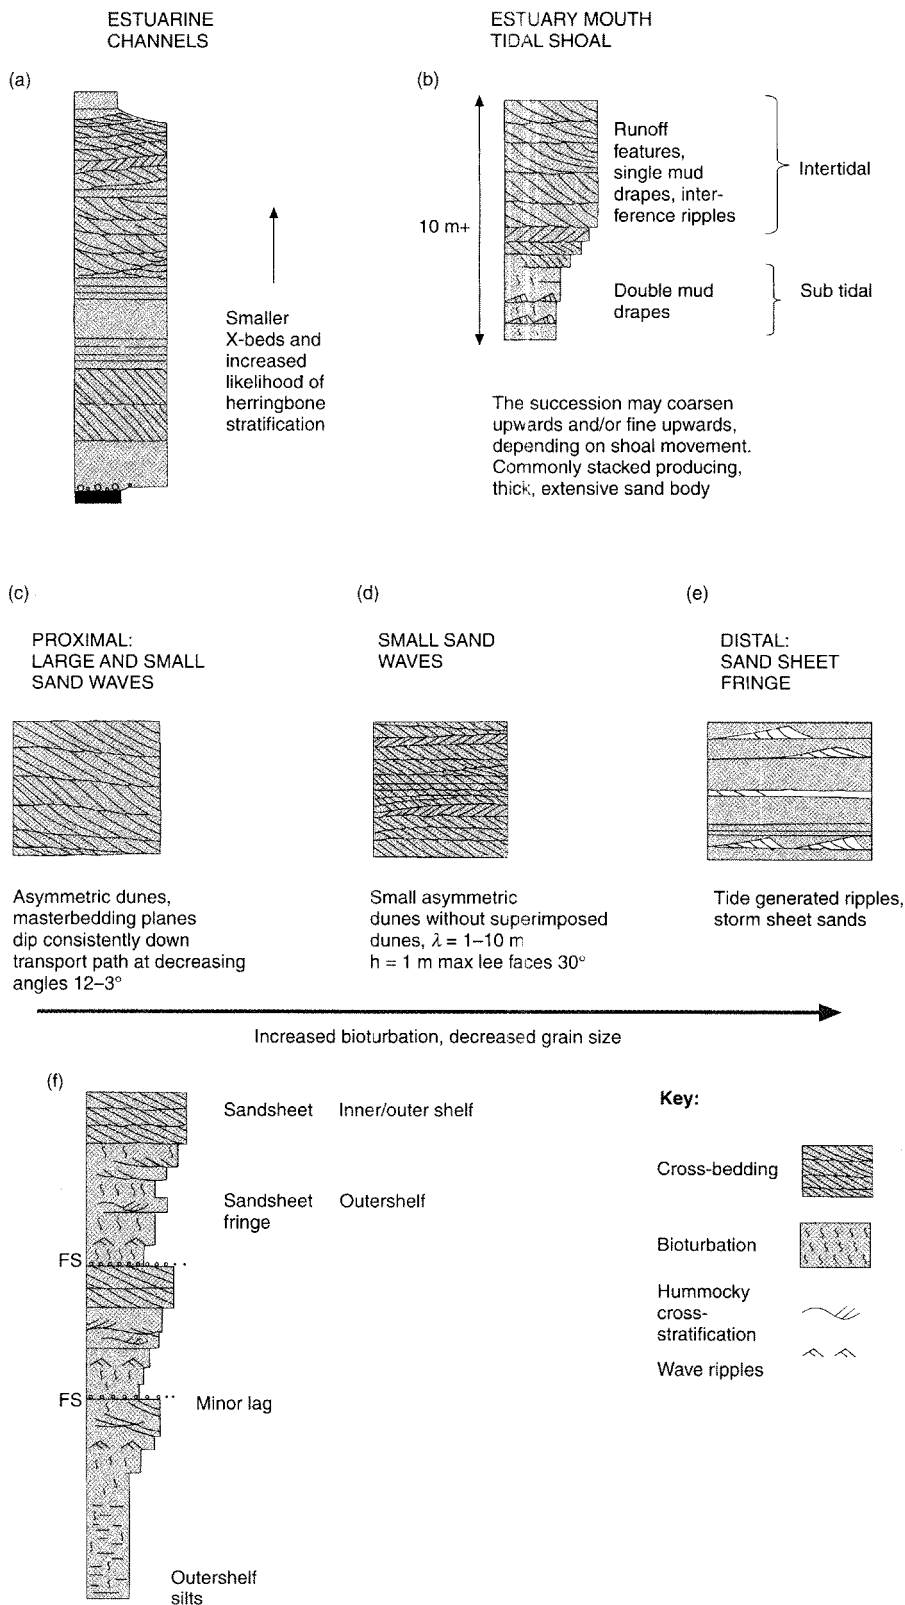 ESTUARINE
CHANNELS
ESTUARY MOUTH
TIDAL SHOAL
(a)
(b)
Smaller
X-beds and
increased
likelihood of
herringbone
stratification
10 m+
Runoff
features,
single mud
drapes, inter-
ference ripples
Intertidal
Double mud
drapes
Sub tidal
The succession may coarsen
upwards and/or fine upwards,
depending on shoal movement.
Commonly stacked producing,
thick, extensive sand body
(c)
PROXIMAL:
LARGE AND SMALL
SAND WAVES
Asymmetric dunes,
masterbedding planes
dip consistently down
transport path at decreasing
angles 12–3°
(d)
SMALL SAND
WAVES
Small asymmetric
dunes without superimposed
dunes, λ = 1–10 m
h = 1 m max lee faces 30°
(e)
DISTAL:
SAND SHEET
FRINGE
Tide generated ripples,
storm sheet sands
Increased bioturbation, decreased grain size
(f)
Sandsheet Inner/outer shelf
Sandsheet Outershelf
fringe
FS
FS
Minor lag
Outershelf
silts
Key:
Cross-bedding
Bioturbation
Hummocky
cross-
stratification
Wave ripples